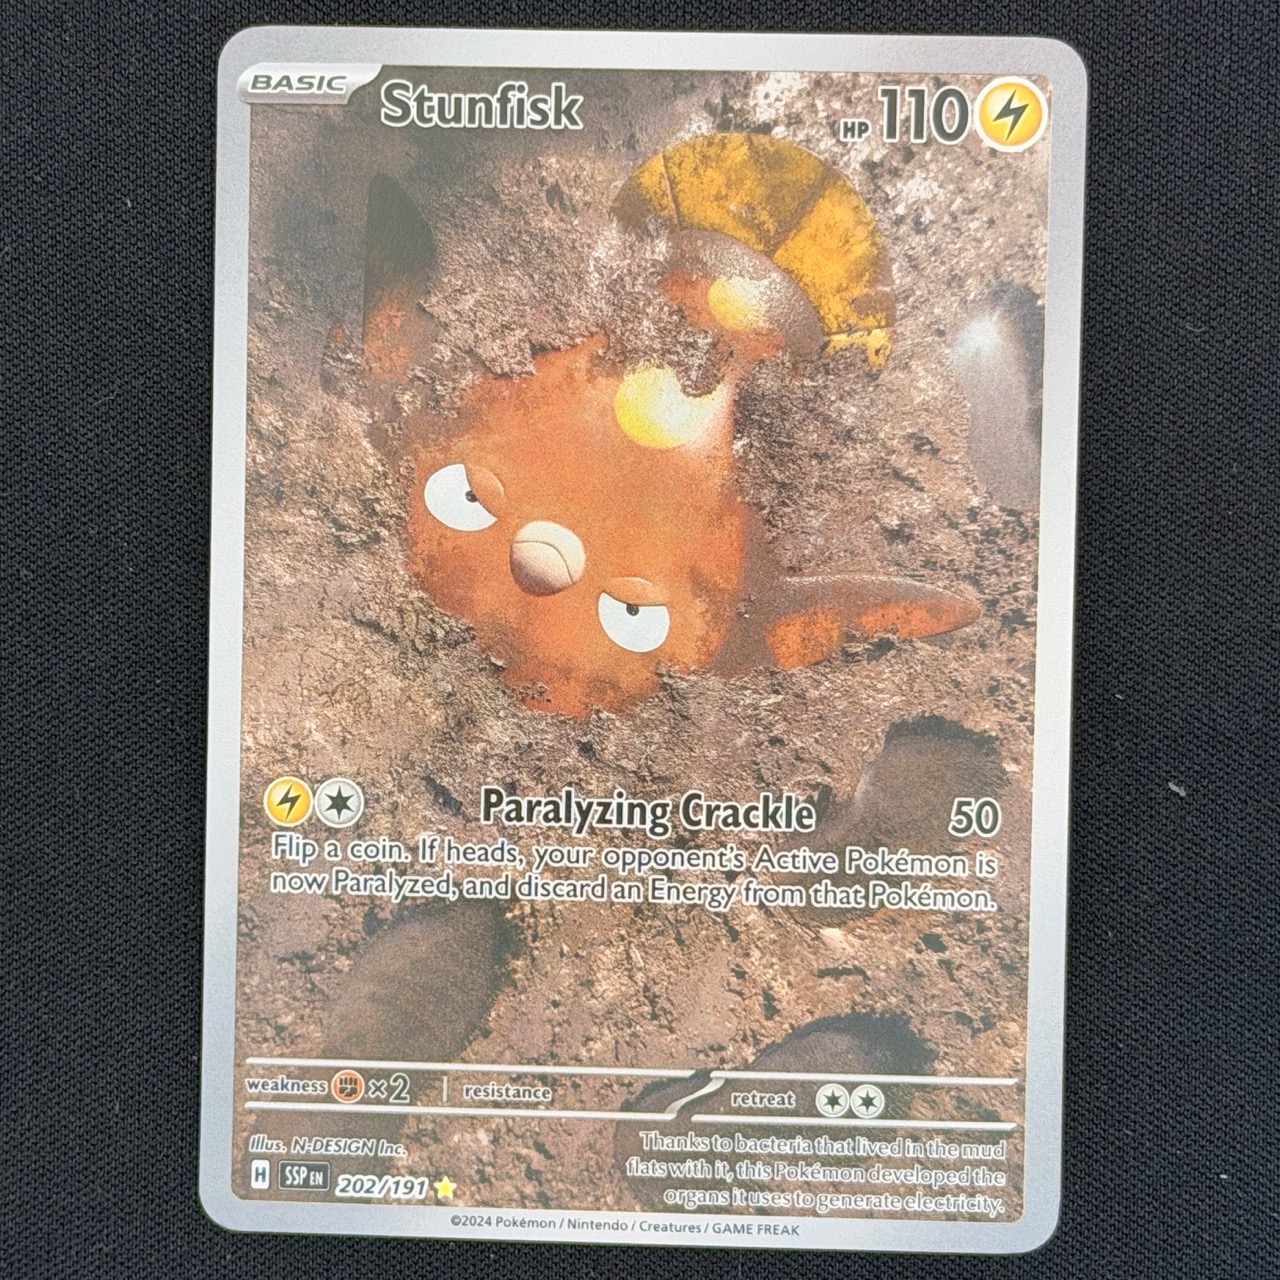 BASIC
Stunfisk
HP 110
Paralyzing Crackle 50
Flip a coin. If heads, your opponent's Active Pokémon is
now Paralyzed, and discard an Energy from that Pokémon.
weakness ×2 resistance retreat
Illus. N-DESIGN Inc.
H SSP EN 202/191
Thanks to bacteria that lived in the mud
flats with it, this Pokémon developed the
organs it uses to generate electricity.
©2024 Pokémon / Nintendo / Creatures / GAME FREAK